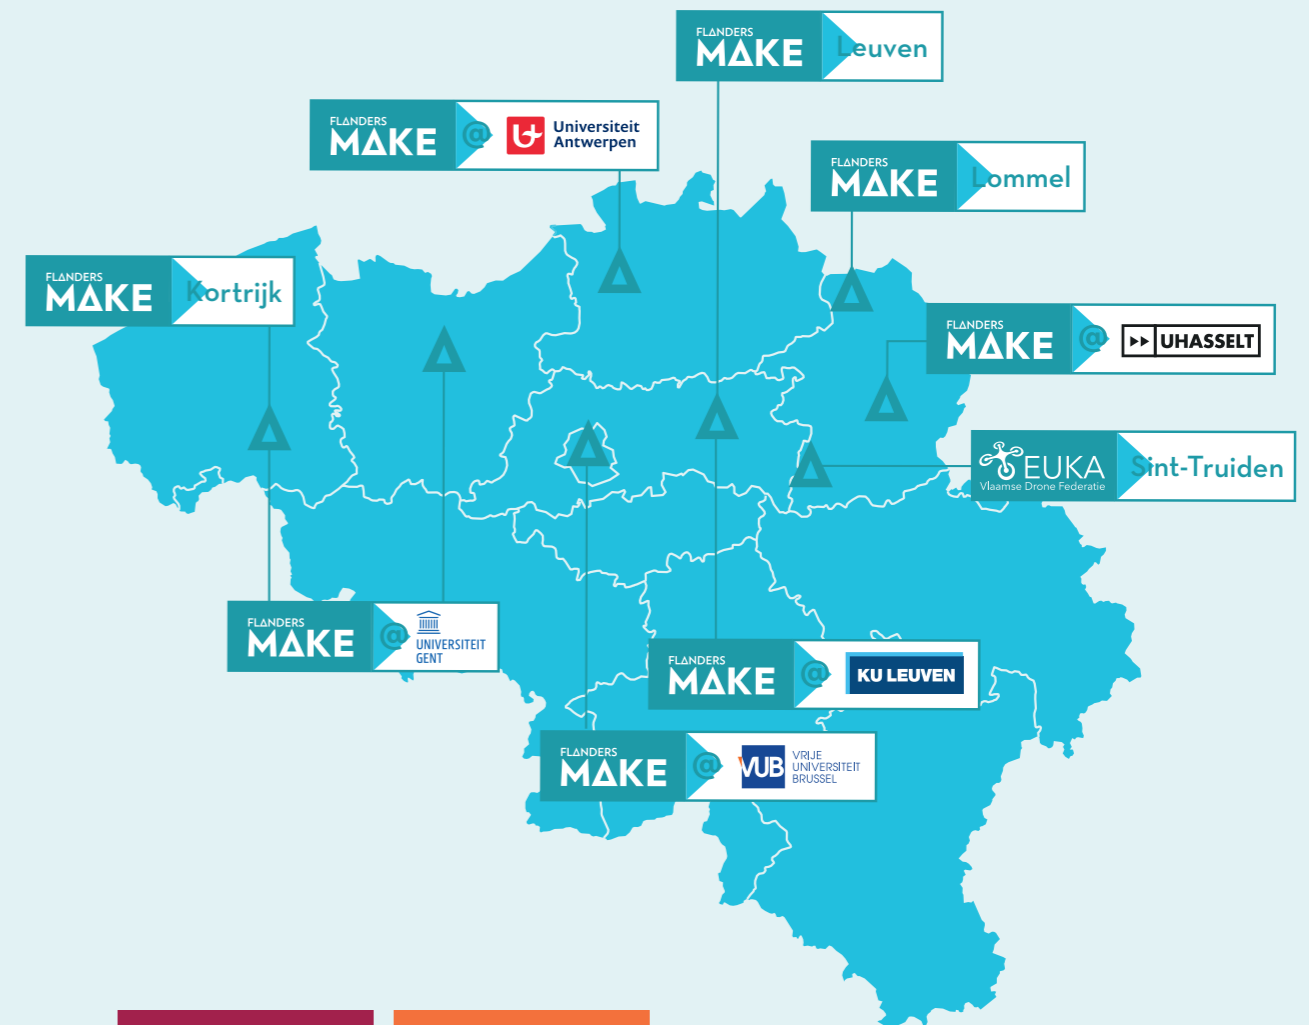 FLANDERS
MAKE Leuven
FLANDERS
MAKE @ Universiteit
Antwerpen
FLANDERS
MAKE Lommel
FLANDERS
MAKE Kortrijk
FLANDERS
MAKE @ UHASSELT
EUKA Sint-Truiden
Vlaamse Drone Federatie
FLANDERS
MAKE @ UNIVERSITEIT
GENT
FLANDERS
MAKE @ KU LEUVEN
FLANDERS
MAKE @ VUB VRIJE
UNIVERSITEIT
BRUSSEL